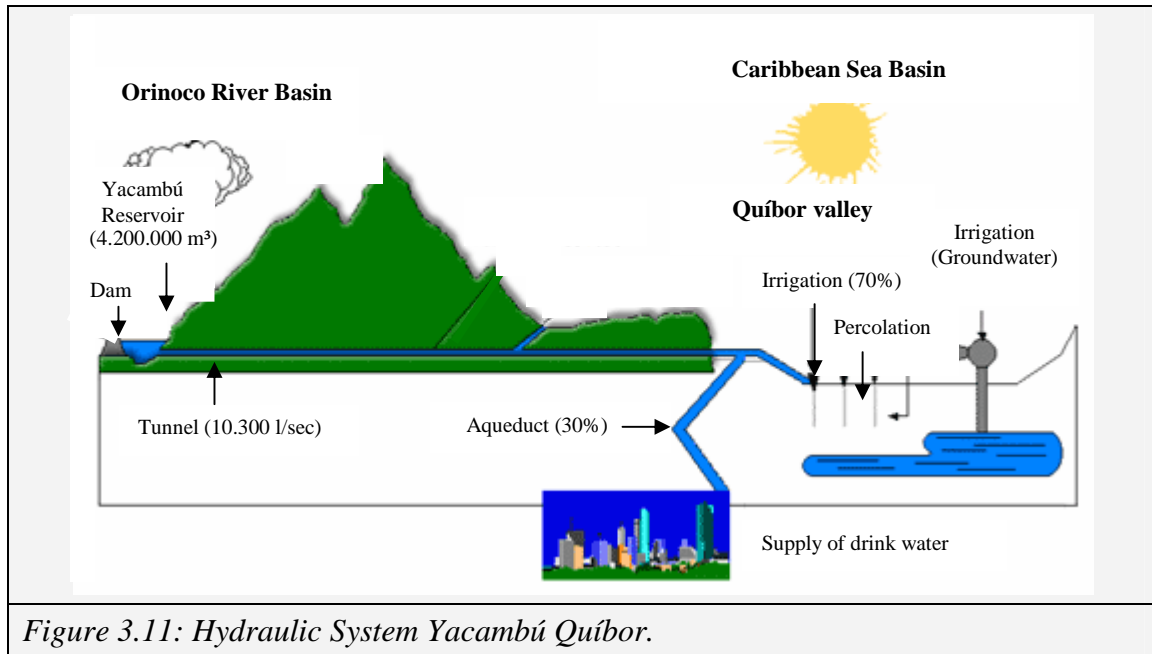 Caribbean Sea Basin
Orinoco River Basin
Yacambú
Reservoir
(4.200.000 m³)
Quíbor valley
Irrigation
(Groundwater)
Dam
Irrigation (70%)
Percolation
Tunnel (10.300 l/sec)
Aqueduct (30%)
Supply of drink water
Figure 3.11: Hydraulic System Yacambú Quíbor.